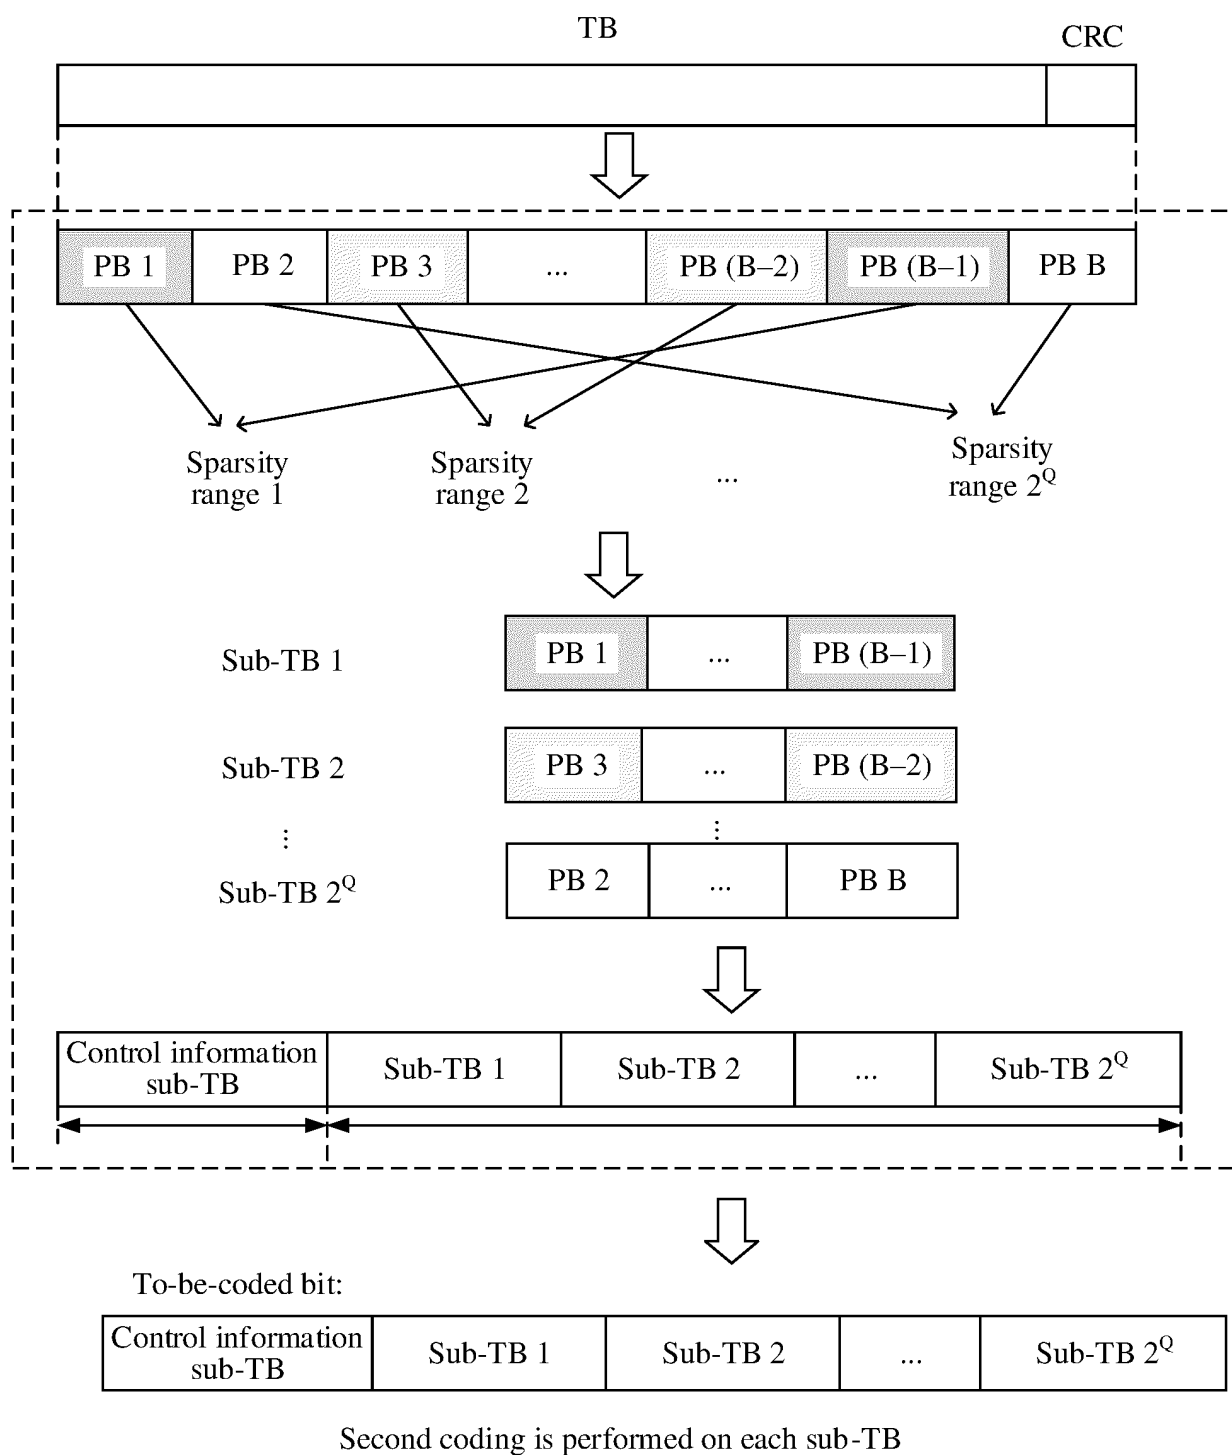 TB
CRC
PB 1 PB 2 PB 3 ... PB (B–2) PB (B–1) PB B
Sparsity
range 1
Sparsity
range 2
...
Sparsity
range 2^Q
Sub-TB 1
PB 1 ... PB (B–1)
Sub-TB 2
PB 3 ... PB (B–2)
⋮ ⋮
Sub-TB 2^Q
PB 2 ... PB B
Control information
sub-TB
Sub-TB 1 Sub-TB 2 ... Sub-TB 2^Q
To-be-coded bit:
Control information
sub-TB
Sub-TB 1 Sub-TB 2 ... Sub-TB 2^Q
Second coding is performed on each sub-TB